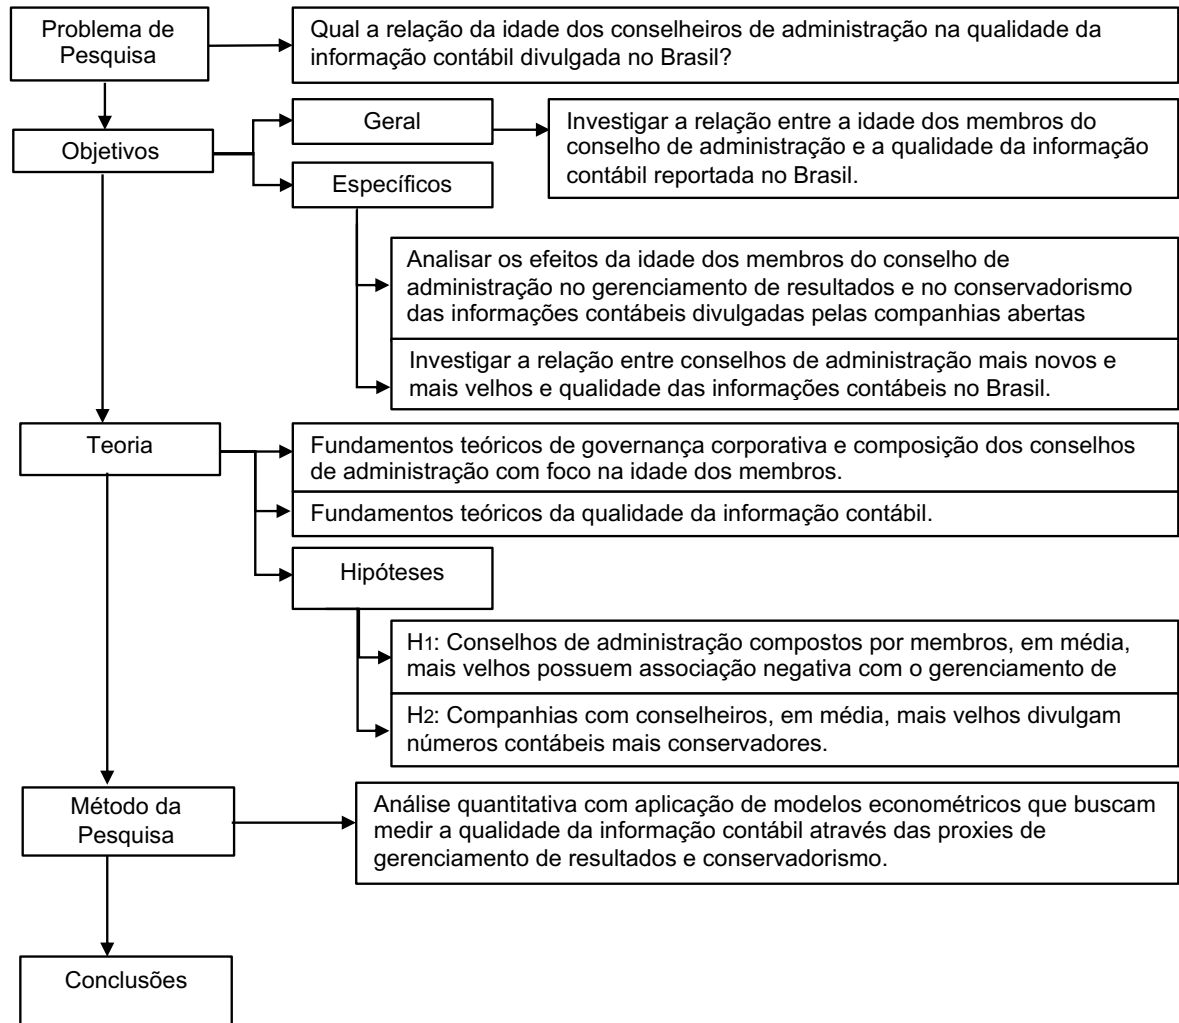 Problema de
Pesquisa
Qual a relação da idade dos conselheiros de administração na qualidade da
informação contábil divulgada no Brasil?
Objetivos
Geral
Investigar a relação entre a idade dos membros do
conselho de administração e a qualidade da informação
contábil reportada no Brasil.
Específicos
Analisar os efeitos da idade dos membros do conselho de
administração no gerenciamento de resultados e no conservadorismo
das informações contábeis divulgadas pelas companhias abertas
Investigar a relação entre conselhos de administração mais novos e
mais velhos e qualidade das informações contábeis no Brasil.
Teoria
Fundamentos teóricos de governança corporativa e composição dos conselhos
de administração com foco na idade dos membros.
Fundamentos teóricos da qualidade da informação contábil.
Hipóteses
H1: Conselhos de administração compostos por membros, em média,
mais velhos possuem associação negativa com o gerenciamento de
H2: Companhias com conselheiros, em média, mais velhos divulgam
números contábeis mais conservadores.
Método da
Pesquisa
Análise quantitativa com aplicação de modelos econométricos que buscam
medir a qualidade da informação contábil através das proxies de
gerenciamento de resultados e conservadorismo.
Conclusões